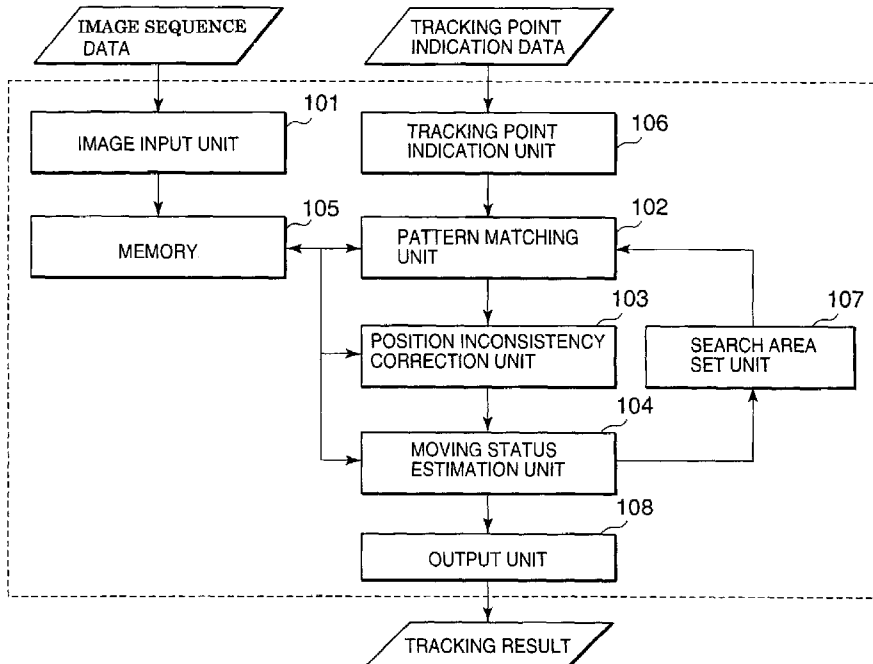 IMAGE SEQUENCE
DATA
TRACKING POINT
INDICATION DATA
101
IMAGE INPUT UNIT
106
TRACKING POINT
INDICATION UNIT
105
MEMORY
102
PATTERN MATCHING
UNIT
103
POSITION INCONSISTENCY
CORRECTION UNIT
107
SEARCH AREA
SET UNIT
104
MOVING STATUS
ESTIMATION UNIT
108
OUTPUT UNIT
TRACKING RESULT